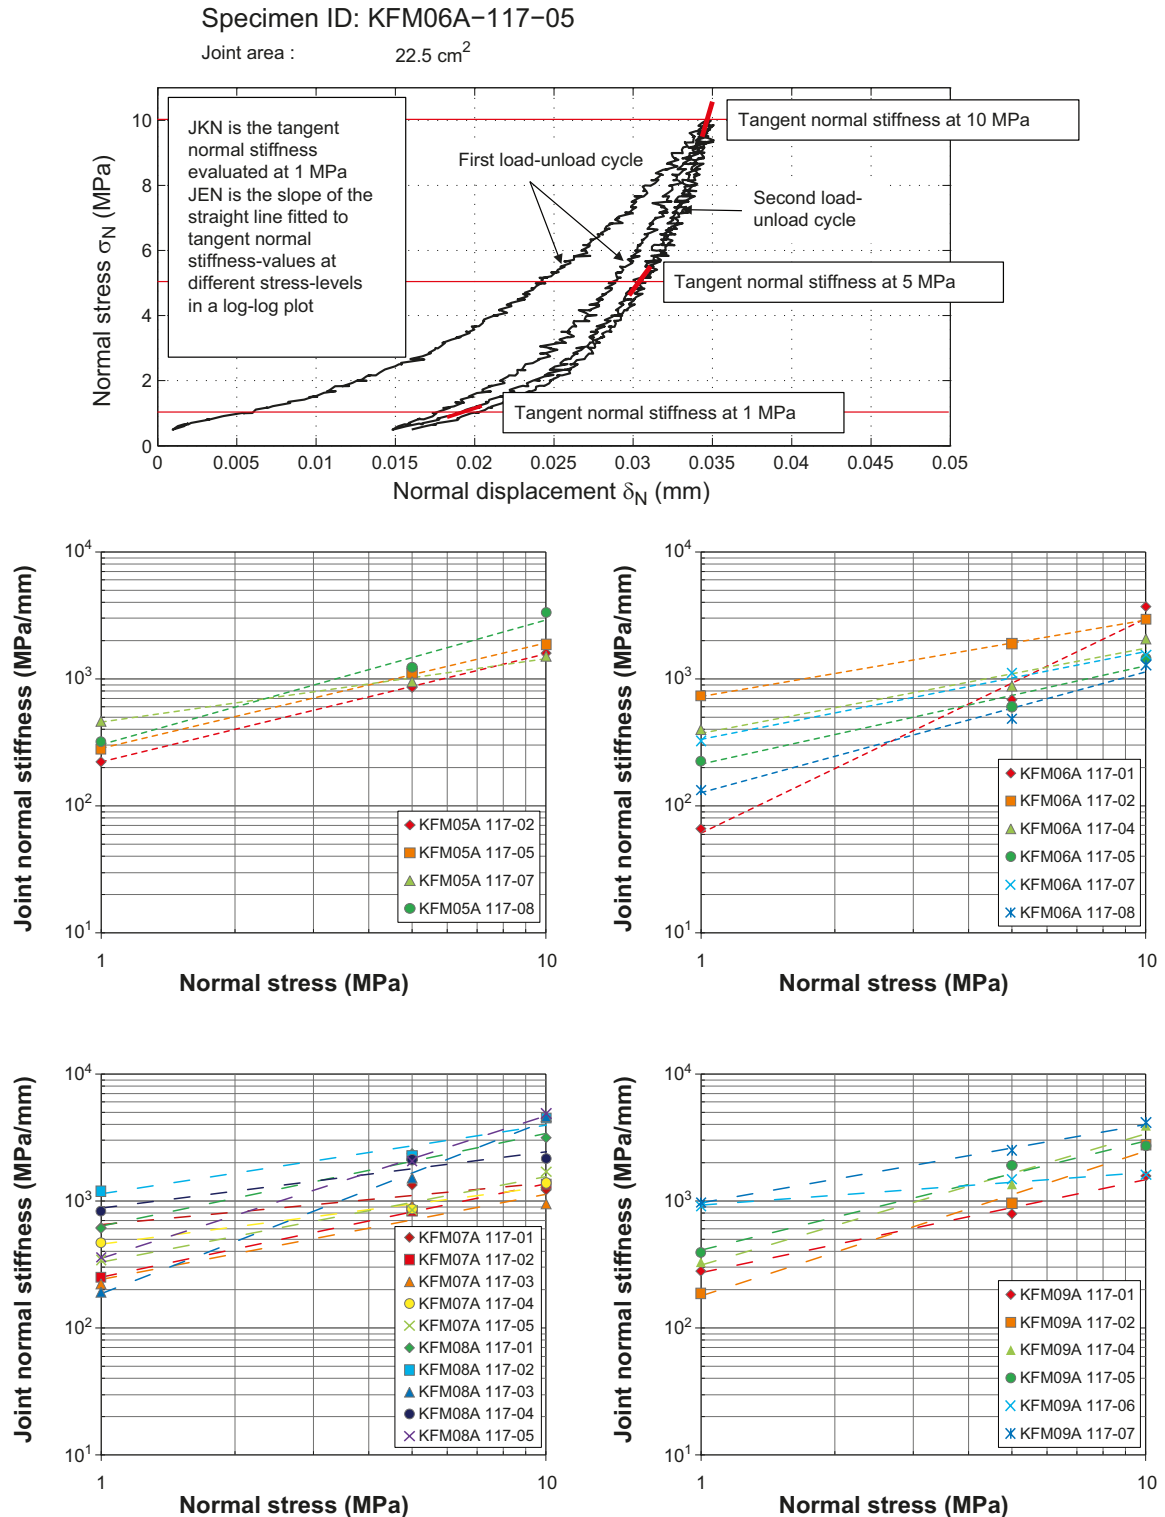 Specimen ID: KFM06A−117−05
Joint area : 22.5 cm2
JKN is the tangent
normal stiffness
evaluated at 1 MPa
JEN is the slope of the
straight line fitted to
tangent normal
stiffness-values at
different stress-levels
in a log-log plot
First load-unload cycle
Second load-
unload cycle
Tangent normal stiffness at 10 MPa
Tangent normal stiffness at 5 MPa
Tangent normal stiffness at 1 MPa
Normal stress σN (MPa)
10
8
6
4
2
0
0 0.005 0.01 0.015 0.02 0.025 0.03 0.035 0.04 0.045 0.05
Normal displacement δN (mm)
Joint normal stiffness (MPa/mm)
104
103
102
101
KFM05A 117-02
KFM05A 117-05
KFM05A 117-07
KFM05A 117-08
1 10
Normal stress (MPa)
Joint normal stiffness (MPa/mm)
104
103
102
101
KFM06A 117-01
KFM06A 117-02
KFM06A 117-04
KFM06A 117-05
KFM06A 117-07
KFM06A 117-08
1 10
Normal stress (MPa)
Joint normal stiffness (MPa/mm)
104
103
102
101
KFM07A 117-01
KFM07A 117-02
KFM07A 117-03
KFM07A 117-04
KFM07A 117-05
KFM08A 117-01
KFM08A 117-02
KFM08A 117-03
KFM08A 117-04
KFM08A 117-05
1 10
Normal stress (MPa)
Joint normal stiffness (MPa/mm)
104
103
102
101
KFM09A 117-01
KFM09A 117-02
KFM09A 117-04
KFM09A 117-05
KFM09A 117-06
KFM09A 117-07
1 10
Normal stress (MPa)